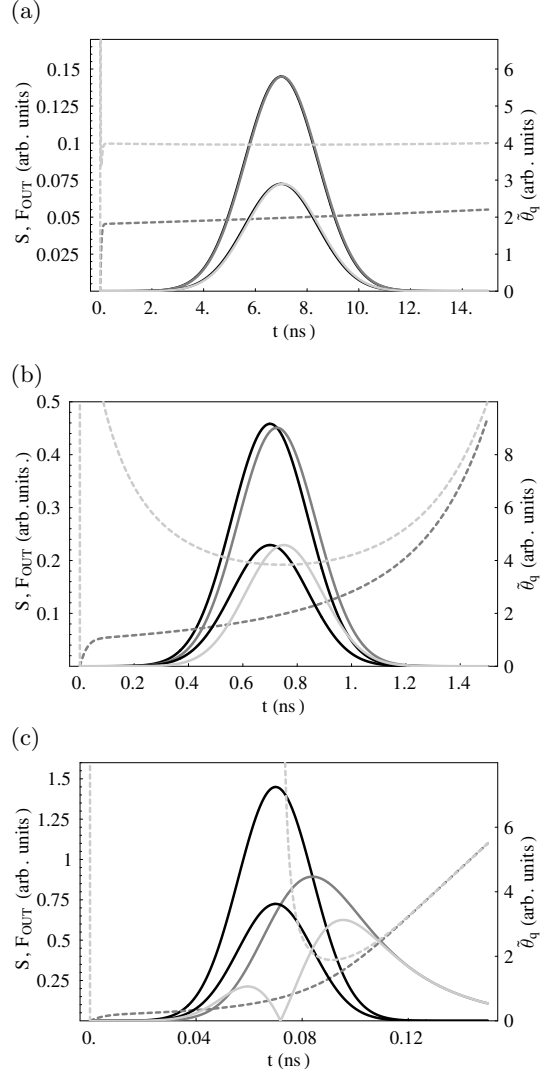 (a)
0.15
0.125
0.1
0.075
0.05
0.025
S, F_OUT (arb. units)
6
5
4
3
2
1
0
θ̃_q (arb. units)
0. 2. 4. 6. 8. 10. 12. 14.
t (ns)
(b)
0.5
0.4
0.3
0.2
0.1
S, F_OUT (arb.units.)
8
6
4
2
0
θ̃_q (arb. units)
0. 0.2 0.4 0.6 0.8 1. 1.2 1.4
t (ns)
(c)
1.5
1.25
1
0.75
0.5
0.25
S, F_OUT (arb. units)
6
4
2
0
θ̃_q (arb. units)
0. 0.04 0.08 0.12
t (ns)